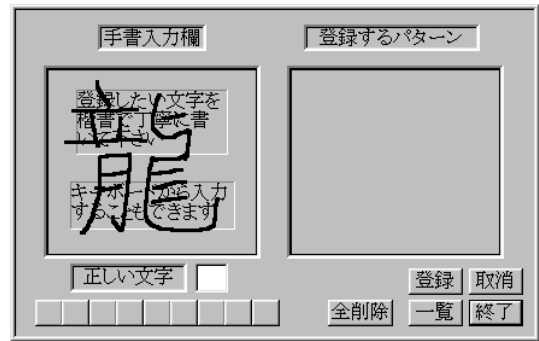 手書入力欄
登録するパターン
登録したい文字を
楷書で丁寧に書
いて下さい
龍
キーボードから入力
することもできます
正しい文字
登録
取消
全削除
一覧
終了